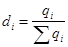 d_i = q_i / ∑ q_i